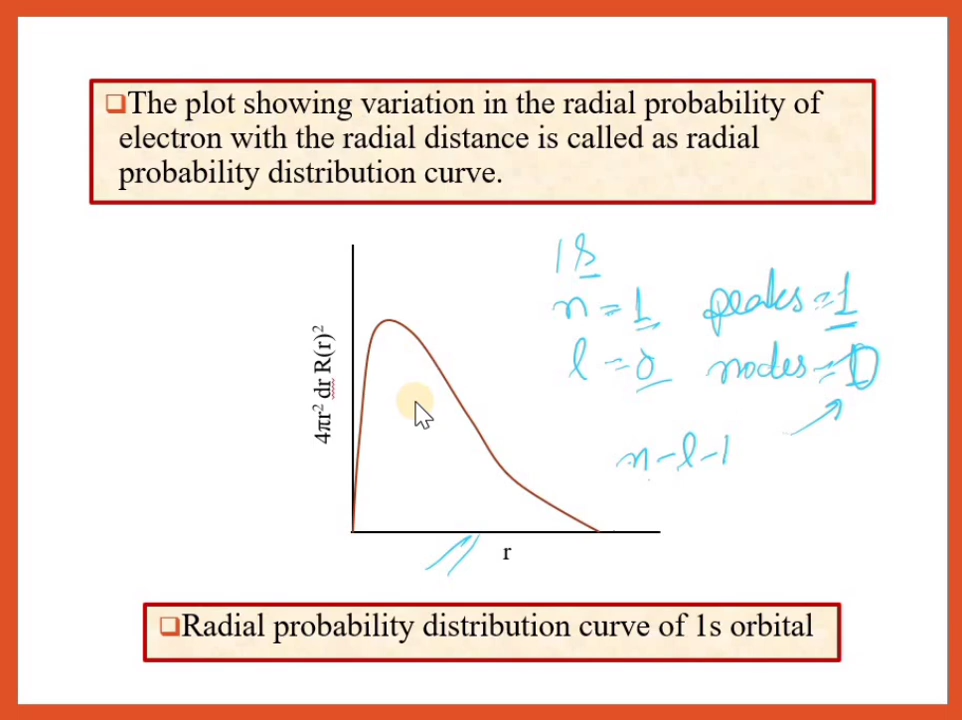 ❑The plot showing variation in the radial probability of
electron with the radial distance is called as radial
probability distribution curve.
1s
n = 1 peaks = 1
l = 0 nodes = 0
n-l-1
4πr² dr R(r)²
r
❑Radial probability distribution curve of 1s orbital